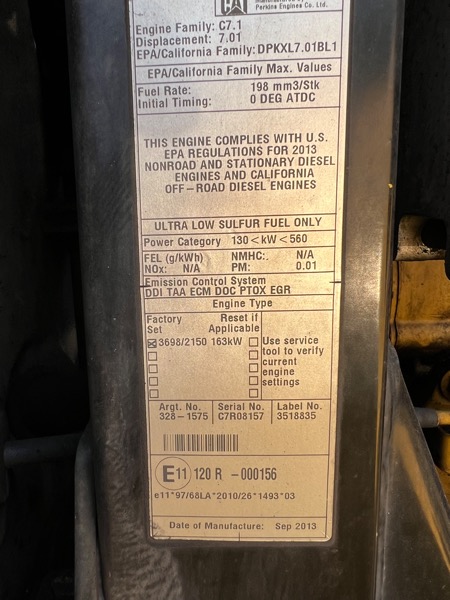 Perkins Engines Co. Ltd.
Engine Family: C7.1
Displacement: 7.01
EPA/California Family: DPKXL7.01BL1
EPA/California Family Max. Values
Fuel Rate: 198 mm3/Stk
Initial Timing: 0 DEG ATDC
THIS ENGINE COMPLIES WITH U.S.
EPA REGULATIONS FOR 2013
NONROAD AND STATIONARY DIESEL
ENGINES AND CALIFORNIA
OFF-ROAD DIESEL ENGINES
ULTRA LOW SULFUR FUEL ONLY
Power Category 130<kW<560
FEL (g/kWh) NMHC: N/A
NOx: N/A PM: 0.01
Emission Control System
DDI TAA ECM DOC PTOX EGR
Engine Type
Factory Set Reset if Applicable
3698/2150 163kW
Use service
tool to verify
current
engine
settings
Argt. No. Serial No. Label No.
328-1575 C7R08157 3518835
E11 120 R -000156
e11*97/68LA*2010/26*1493*03
Date of Manufacture: Sep 2013